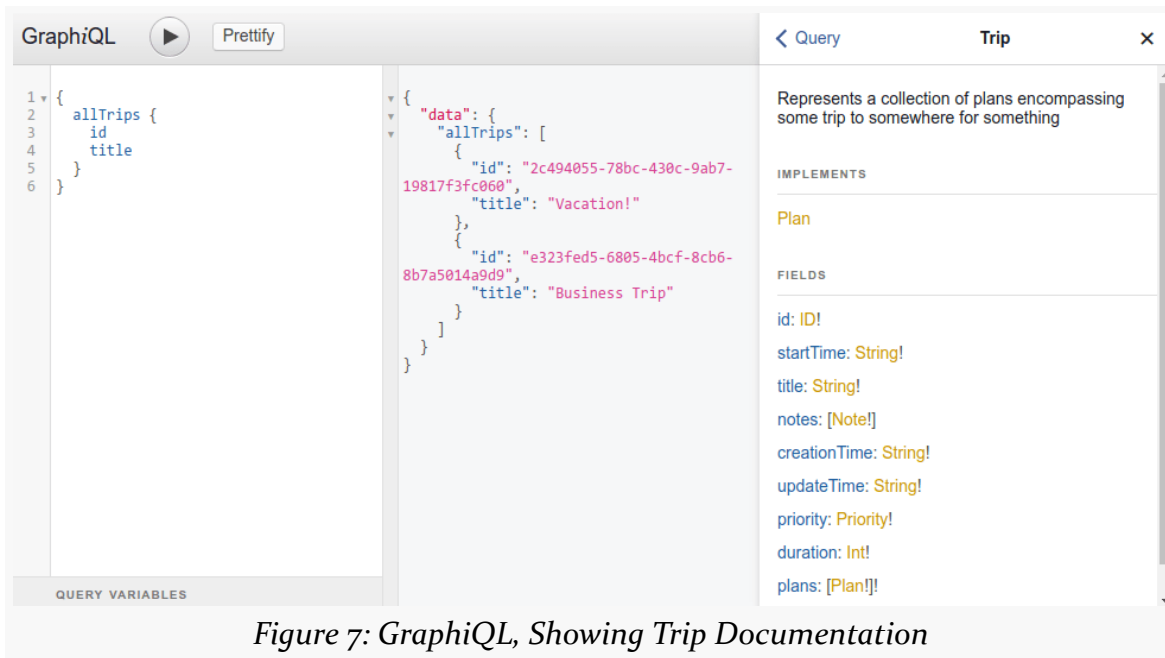 GraphiQL
Prettify
1 {
2 allTrips {
3 id
4 title
5 }
6 }
QUERY VARIABLES
{
"data": {
"allTrips": [
{
"id": "2c494055-78bc-430c-9ab7-
19817f3fc060",
"title": "Vacation!"
},
{
"id": "e323fed5-6805-4bcf-8cb6-
8b7a5014a9d9",
"title": "Business Trip"
}
]
}
}
Query
Trip
Represents a collection of plans encompassing
some trip to somewhere for something
IMPLEMENTS
Plan
FIELDS
id: ID!
startTime: String!
title: String!
notes: [Note!]
creationTime: String!
updateTime: String!
priority: Priority!
duration: Int!
plans: [Plan!]!
Figure 7: GraphiQL, Showing Trip Documentation